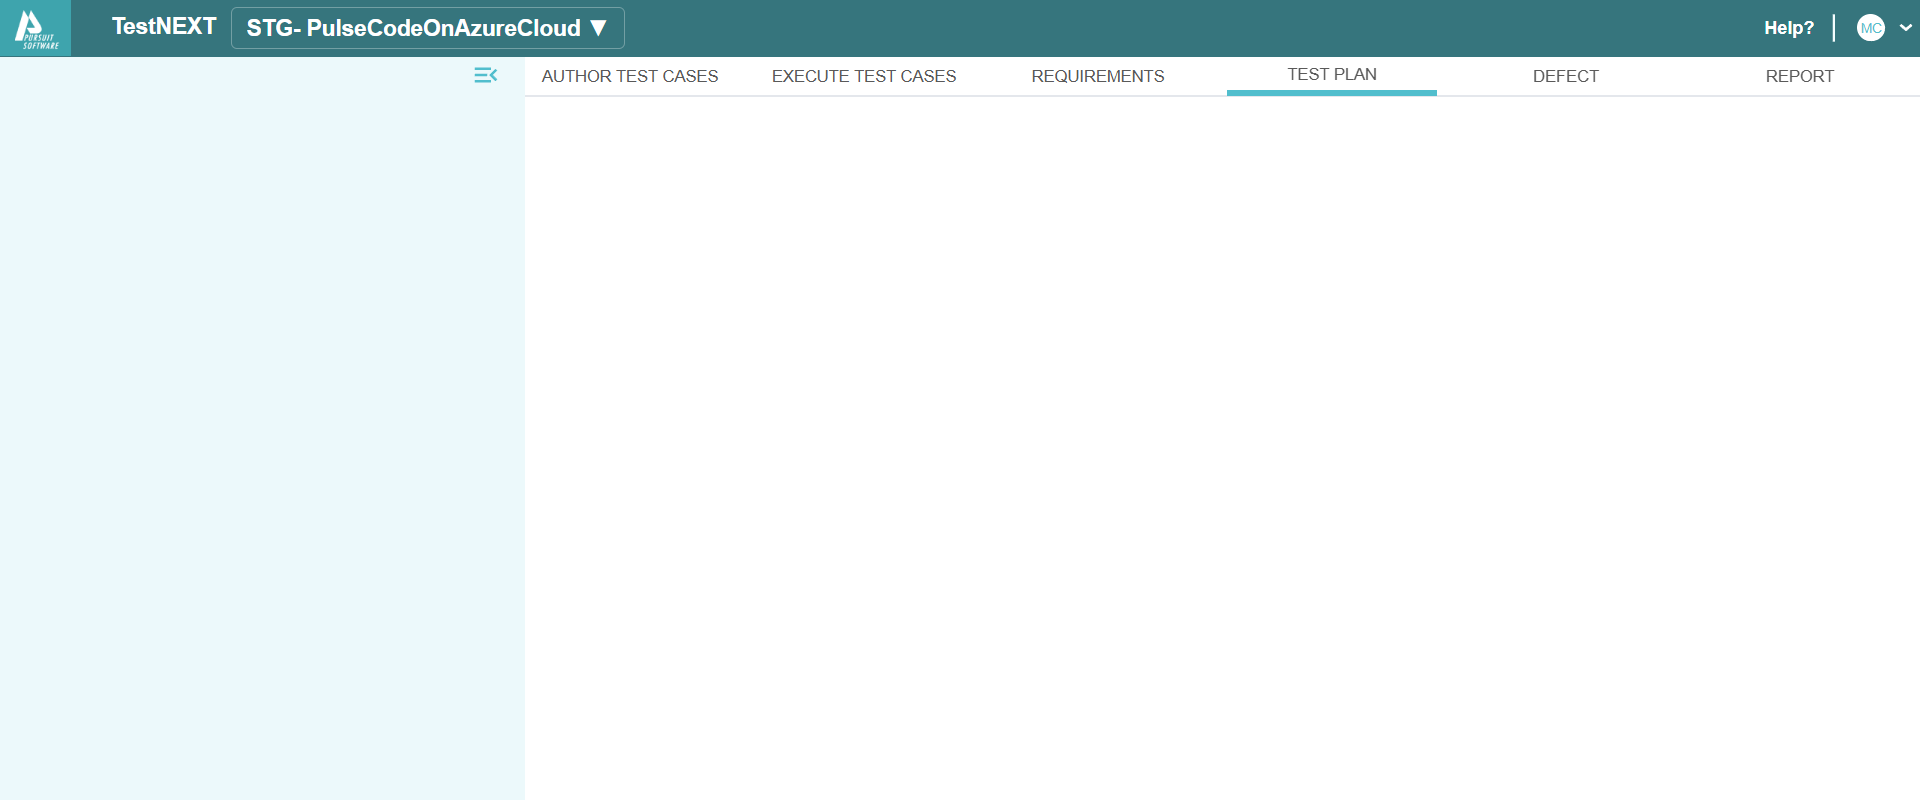 PURSUIT
SOFTWARE
TestNEXT
STG- PulseCodeOnAzureCloud ▼
Help?
MC
AUTHOR TEST CASES
EXECUTE TEST CASES
REQUIREMENTS
TEST PLAN
DEFECT
REPORT